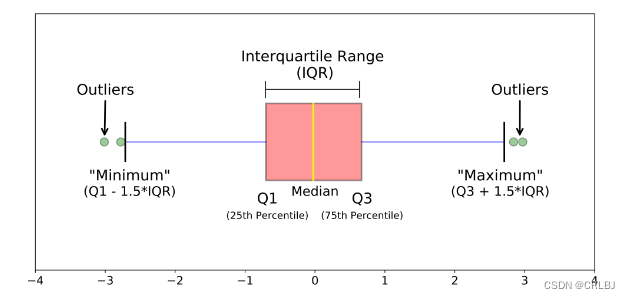 Interquartile Range
(IQR)
Outliers
Outliers
"Minimum"
(Q1 - 1.5*IQR)
"Maximum"
(Q3 + 1.5*IQR)
Median
Q1
Q3
(25th Percentile)
(75th Percentile)
−4
−3
−2
−1
0
1
2
3
4
CSDN @CRLBJ